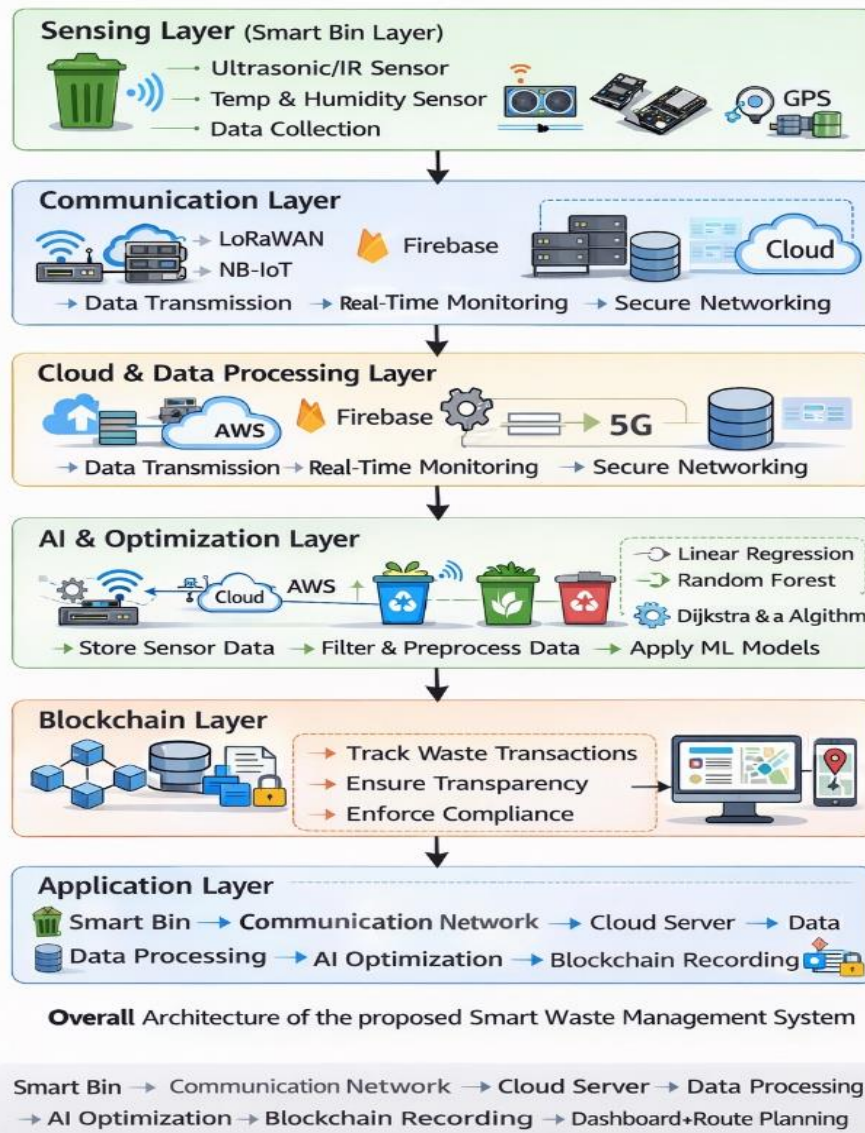 Sensing Layer (Smart Bin Layer)
Ultrasonic/IR Sensor
Temp & Humidity Sensor
Data Collection
GPS
Communication Layer
LoRaWAN
NB-IoT
Firebase
Cloud
→ Data Transmission → Real-Time Monitoring → Secure Networking
Cloud & Data Processing Layer
AWS
Firebase
5G
→ Data Transmission → Real-Time Monitoring → Secure Networking
AI & Optimization Layer
Cloud
AWS
Linear Regression
Random Forest
Dijkstra & a Algithm
→ Store Sensor Data → Filter & Preprocess Data → Apply ML Models
Blockchain Layer
→ Track Waste Transactions
→ Ensure Transparency
→ Enforce Compliance
Application Layer
Smart Bin → Communication Network → Cloud Server → Data
Data Processing → AI Optimization → Blockchain Recording
Overall Architecture of the proposed Smart Waste Management System
Smart Bin → Communication Network → Cloud Server → Data Processing
→ AI Optimization → Blockchain Recording → Dashboard+Route Planning